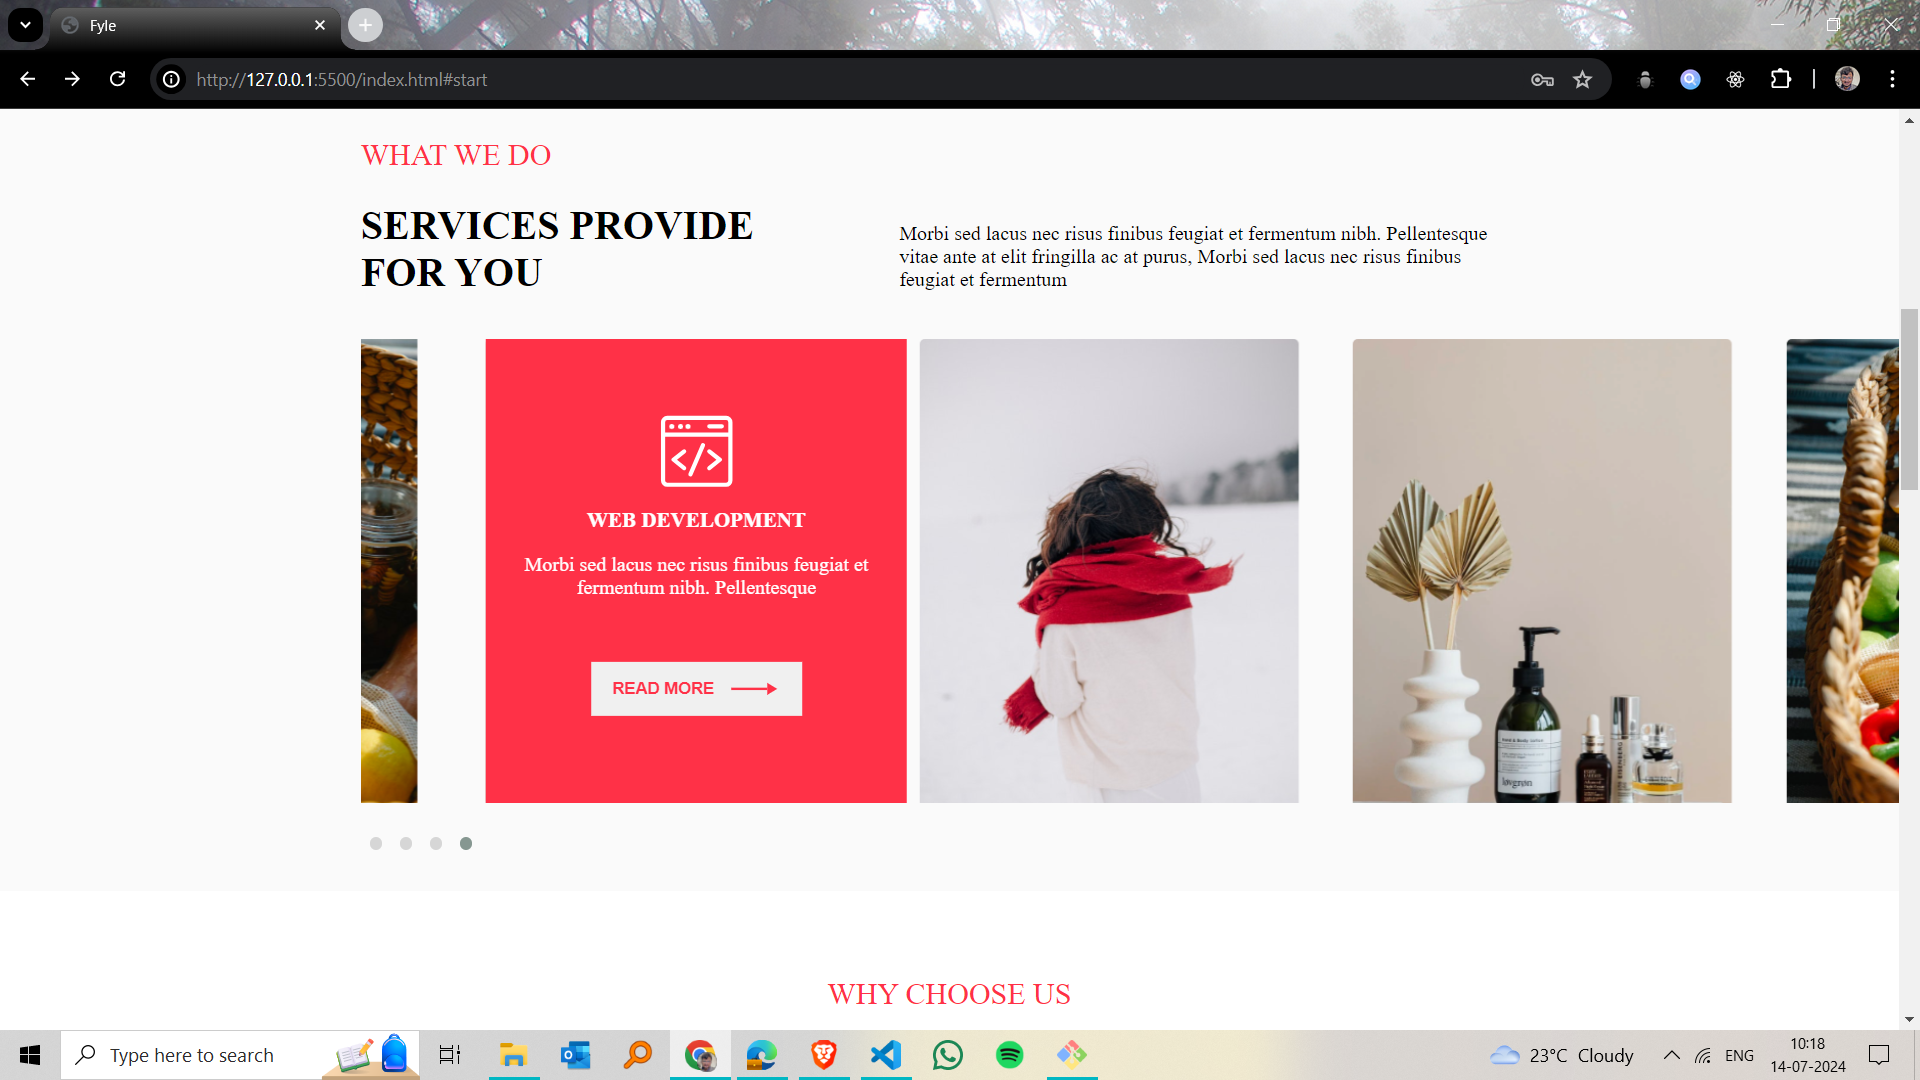 Fyle
http://127.0.0.1:5500/index.html#start
WHAT WE DO
SERVICES PROVIDE
FOR YOU
Morbi sed lacus nec risus finibus feugiat et fermentum nibh. Pellentesque
vitae ante at elit fringilla ac at purus, Morbi sed lacus nec risus finibus
feugiat et fermentum
WEB DEVELOPMENT
Morbi sed lacus nec risus finibus feugiat et
fermentum nibh. Pellentesque
READ MORE
WHY CHOOSE US
Type here to search
23°C Cloudy
ENG
10:18
14-07-2024